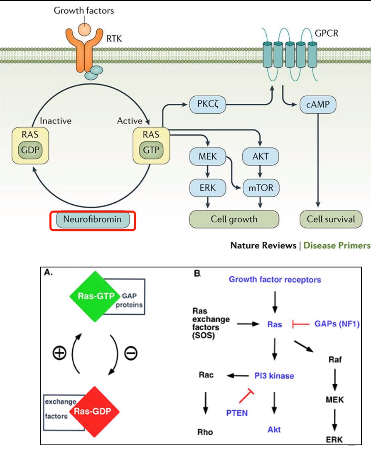 Growth factors
RTK
GPCR
Inactive
Active
PKCζ
cAMP
RAS
GDP
RAS
GTP
MEK
AKT
ERK
mTOR
Neurofibromin
Cell growth
Cell survival
Nature Reviews | Disease Primers
A.
Ras-GTP
GAP
proteins
+
−
exchange
factors
Ras-GDP
B.
Growth factor receptors
Ras
exchange
factors
(SOS)
Ras
GAPs (NF1)
Raf
Rac
PI3 kinase
MEK
PTEN
Rho
Akt
ERK